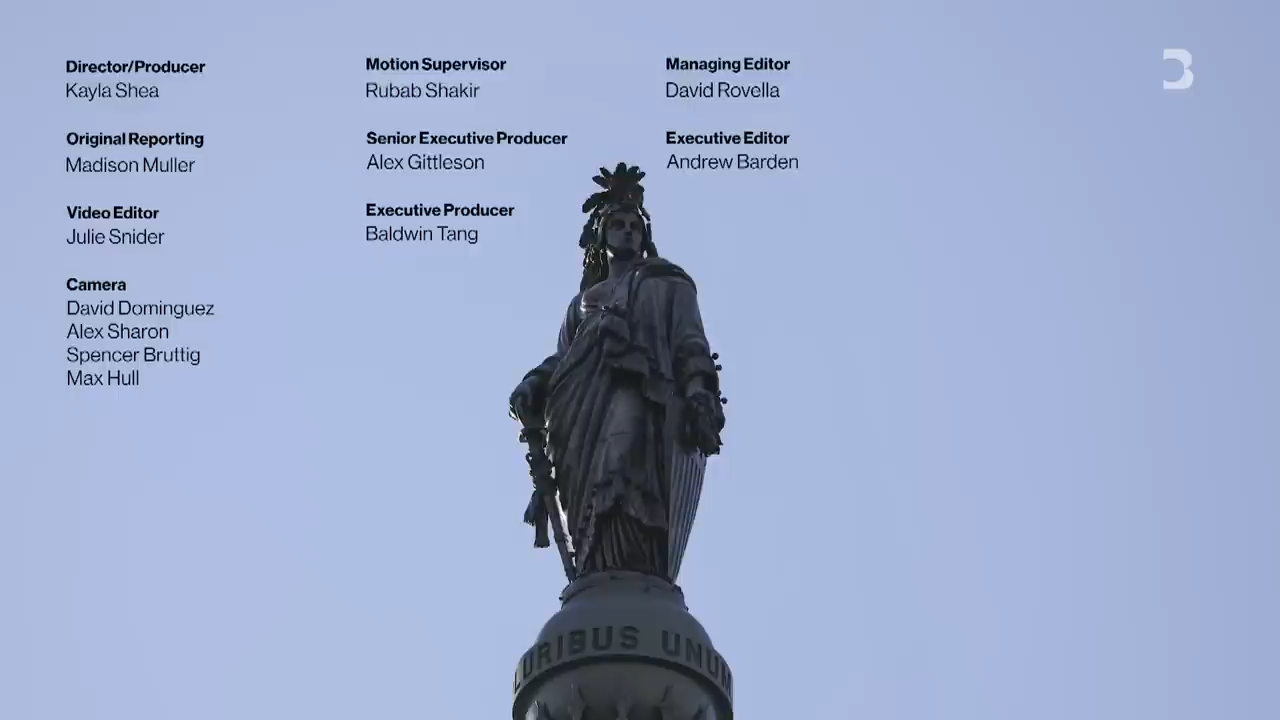 Director/Producer
Kayla Shea
Original Reporting
Madison Muller
Video Editor
Julie Snider
Camera
David Dominguez
Alex Sharon
Spencer Bruttig
Max Hull
Motion Supervisor
Rubab Shakir
Senior Executive Producer
Alex Gittleson
Executive Producer
Baldwin Tang
Managing Editor
David Rovella
Executive Editor
Andrew Barden
B
LURIBUS UNUM